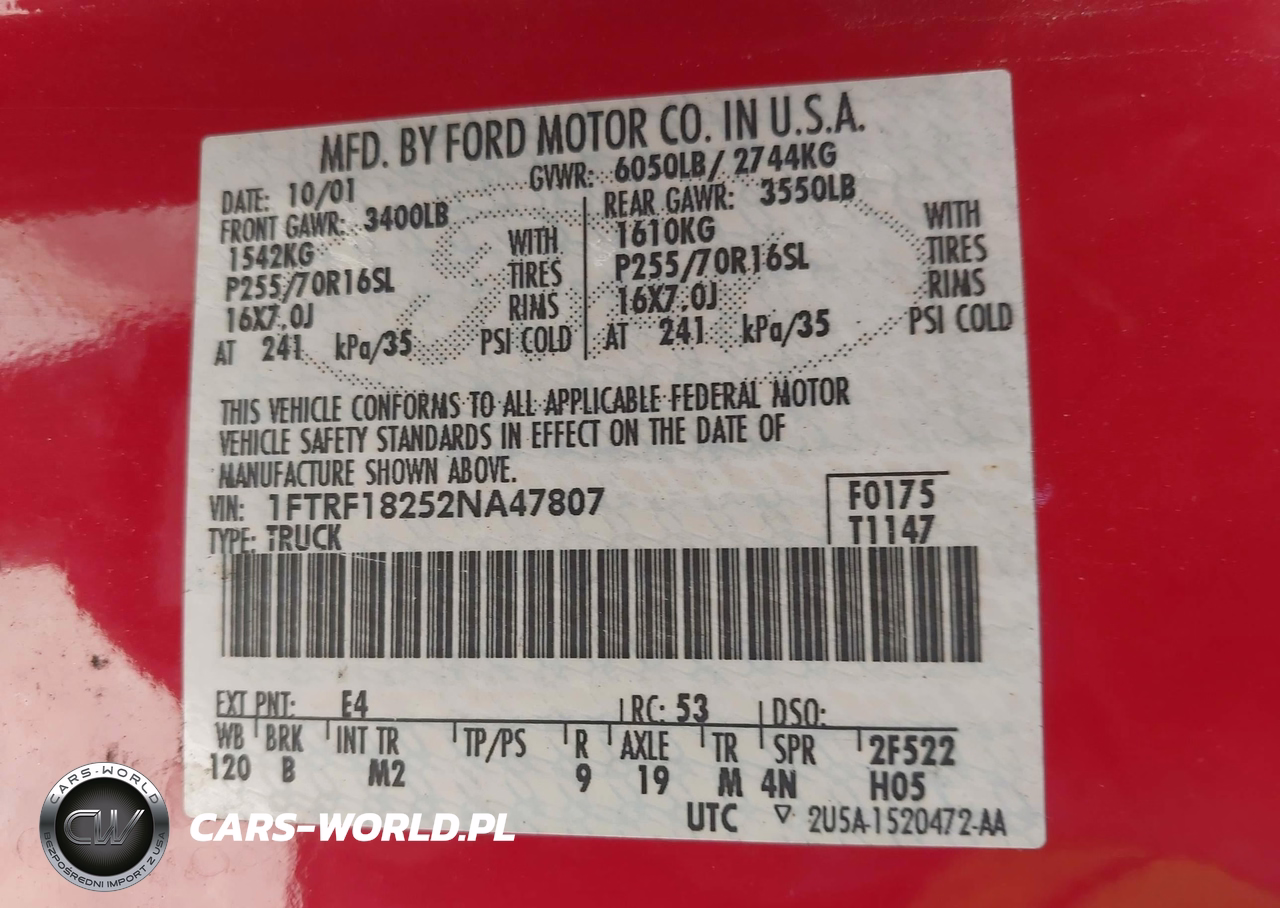 MFD. BY FORD MOTOR CO. IN U.S.A.
DATE: 10/01 GVWR: 6050LB/ 2744KG
FRONT GAWR: 3400LB REAR GAWR: 3550LB
1542KG WITH 1610KG WITH
P255/70R16SL TIRES P255/70R16SL TIRES
16X7.0J RIMS 16X7.0J RIMS
AT 241 kPa/35 PSI COLD AT 241 kPa/35 PSI COLD
THIS VEHICLE CONFORMS TO ALL APPLICABLE FEDERAL MOTOR
VEHICLE SAFETY STANDARDS IN EFFECT ON THE DATE OF
MANUFACTURE SHOWN ABOVE.
VIN: 1FTRF18252NA47807 F0175
TYPE: TRUCK T1147
EXT PNT: E4 RC: 53 DSO:
WB BRK INT TR TP/PS R AXLE TR SPR 2F522
120 B M2 9 19 M 4N H05
UTC ▽ 2U5A-1520472-AA
CARS-WORLD
CW
BEZPOŚREDNI IMPORT Z USA
CARS-WORLD.PL